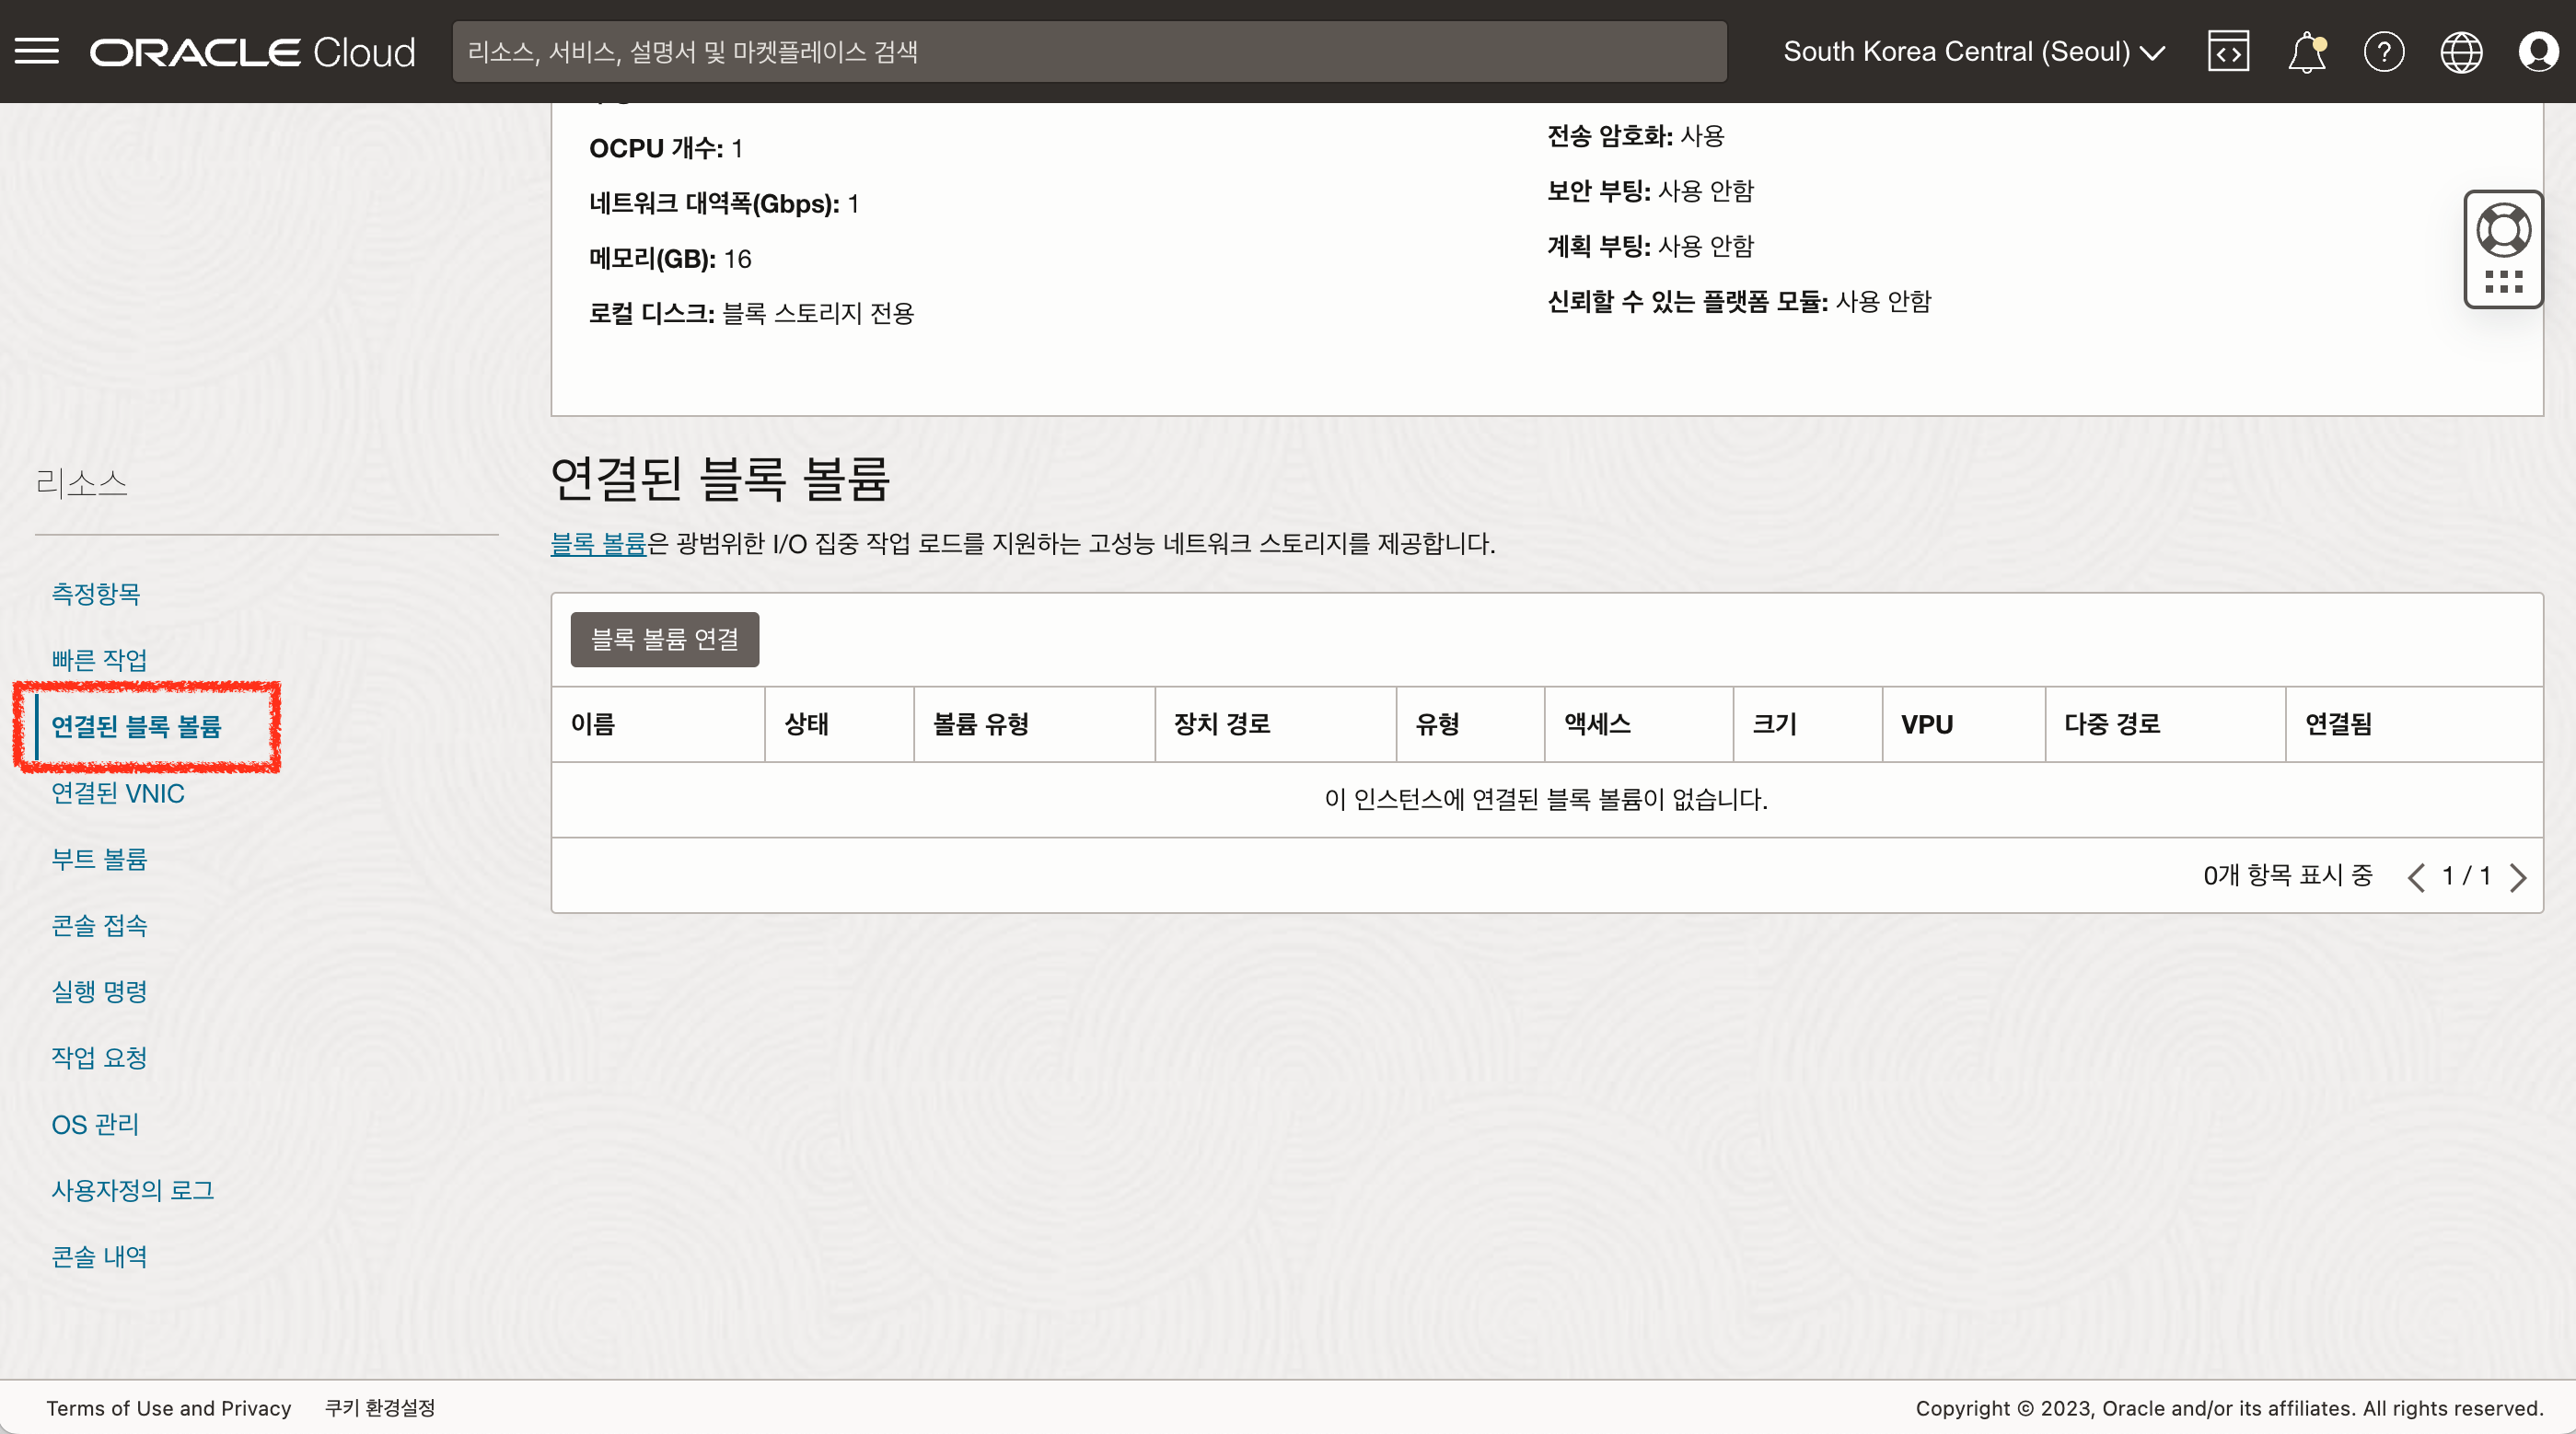 ORACLE Cloud
리소스, 서비스, 설명서 및 마켓플레이스 검색
South Korea Central (Seoul)
OCPU 개수: 1
네트워크 대역폭(Gbps): 1
메모리(GB): 16
로컬 디스크: 블록 스토리지 전용
전송 암호화: 사용
보안 부팅: 사용 안함
계획 부팅: 사용 안함
신뢰할 수 있는 플랫폼 모듈: 사용 안함
리소스
측정항목
빠른 작업
연결된 블록 볼륨
연결된 VNIC
부트 볼륨
콘솔 접속
실행 명령
작업 요청
OS 관리
사용자정의 로그
콘솔 내역
연결된 블록 볼륨
블록 볼륨은 광범위한 I/O 집중 작업 로드를 지원하는 고성능 네트워크 스토리지를 제공합니다.
블록 볼륨 연결
이름 상태 볼륨 유형 장치 경로 유형 액세스 크기 VPU 다중 경로 연결됨
이 인스턴스에 연결된 블록 볼륨이 없습니다.
0개 항목 표시 중 1 / 1
Terms of Use and Privacy 쿠키 환경설정
Copyright © 2023, Oracle and/or its affiliates. All rights reserved.